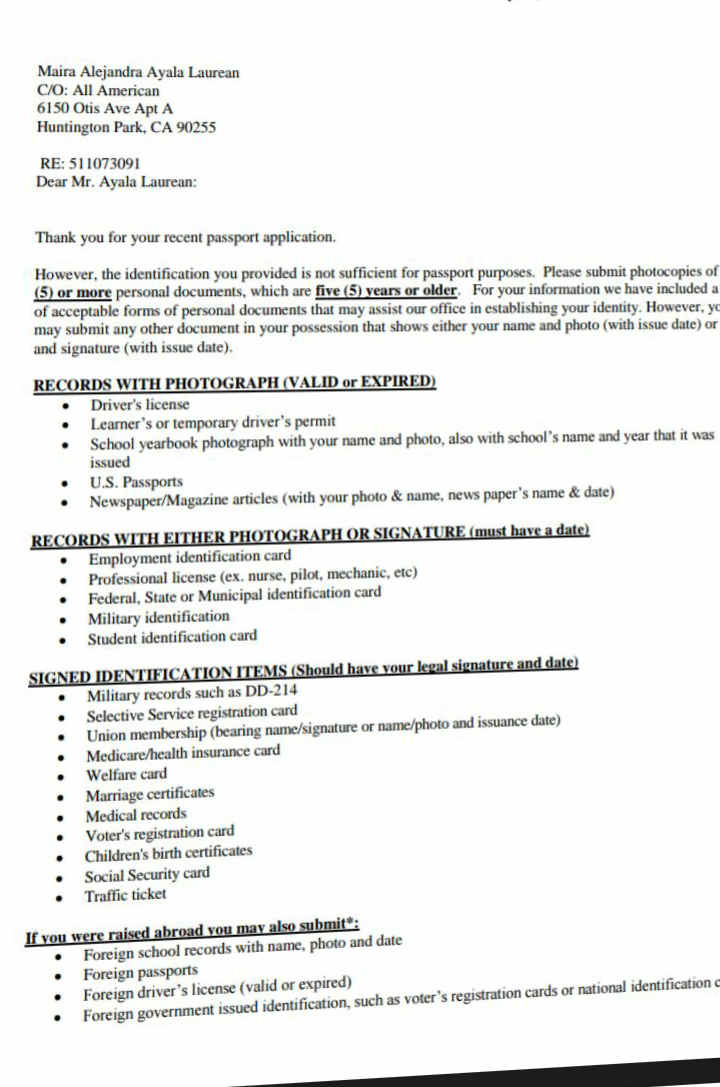 Maira Alejandra Ayala Laurean
C/O: All American
6150 Otis Ave Apt A
Huntington Park, CA 90255
RE: 511073091
Dear Mr. Ayala Laurean:
Thank you for your recent passport application.
However, the identification you provided is not sufficient for passport purposes. Please submit photocopies of
(5) or more personal documents, which are five (5) years or older. For your information we have included a
of acceptable forms of personal documents that may assist our office in establishing your identity. However, yo
may submit any other document in your possession that shows either your name and photo (with issue date) or
and signature (with issue date).
RECORDS WITH PHOTOGRAPH (VALID or EXPIRED)
• Driver's license
• Learner's or temporary driver's permit
• School yearbook photograph with your name and photo, also with school's name and year that it was
issued
• U.S. Passports
• Newspaper/Magazine articles (with your photo & name, news paper's name & date)
RECORDS WITH EITHER PHOTOGRAPH OR SIGNATURE (must have a date)
• Employment identification card
• Professional license (ex. nurse, pilot, mechanic, etc)
• Federal, State or Municipal identification card
• Military identification
• Student identification card
SIGNED IDENTIFICATION ITEMS (Should have your legal signature and date)
• Military records such as DD-214
• Selective Service registration card
• Union membership (bearing name/signature or name/photo and issuance date)
• Medicare/health insurance card
• Welfare card
• Marriage certificates
• Medical records
• Voter's registration card
• Children's birth certificates
• Social Security card
• Traffic ticket
If you were raised abroad you may also submit*:
• Foreign school records with name, photo and date
• Foreign passports
• Foreign driver's license (valid or expired)
• Foreign government issued identification, such as voter's registration cards or national identification c